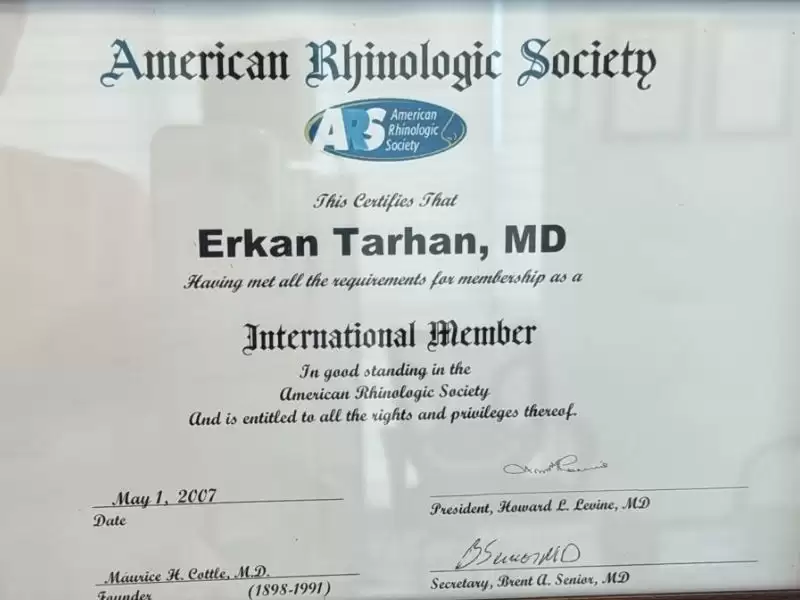 American Rhinologic Society
ARS American
Rhinologic
Society
This Certifies That
Erkan Tarhan, MD
Having met all the requirements for membership as a
International Member
In good standing in the
American Rhinologic Society
And is entitled to all the rights and privileges thereof.
May 1, 2007
Date
President, Howard L. Levine, MD
Maurice H. Cottle, M.D.
Founder (1898-1991)
Secretary, Brent A. Senior, MD